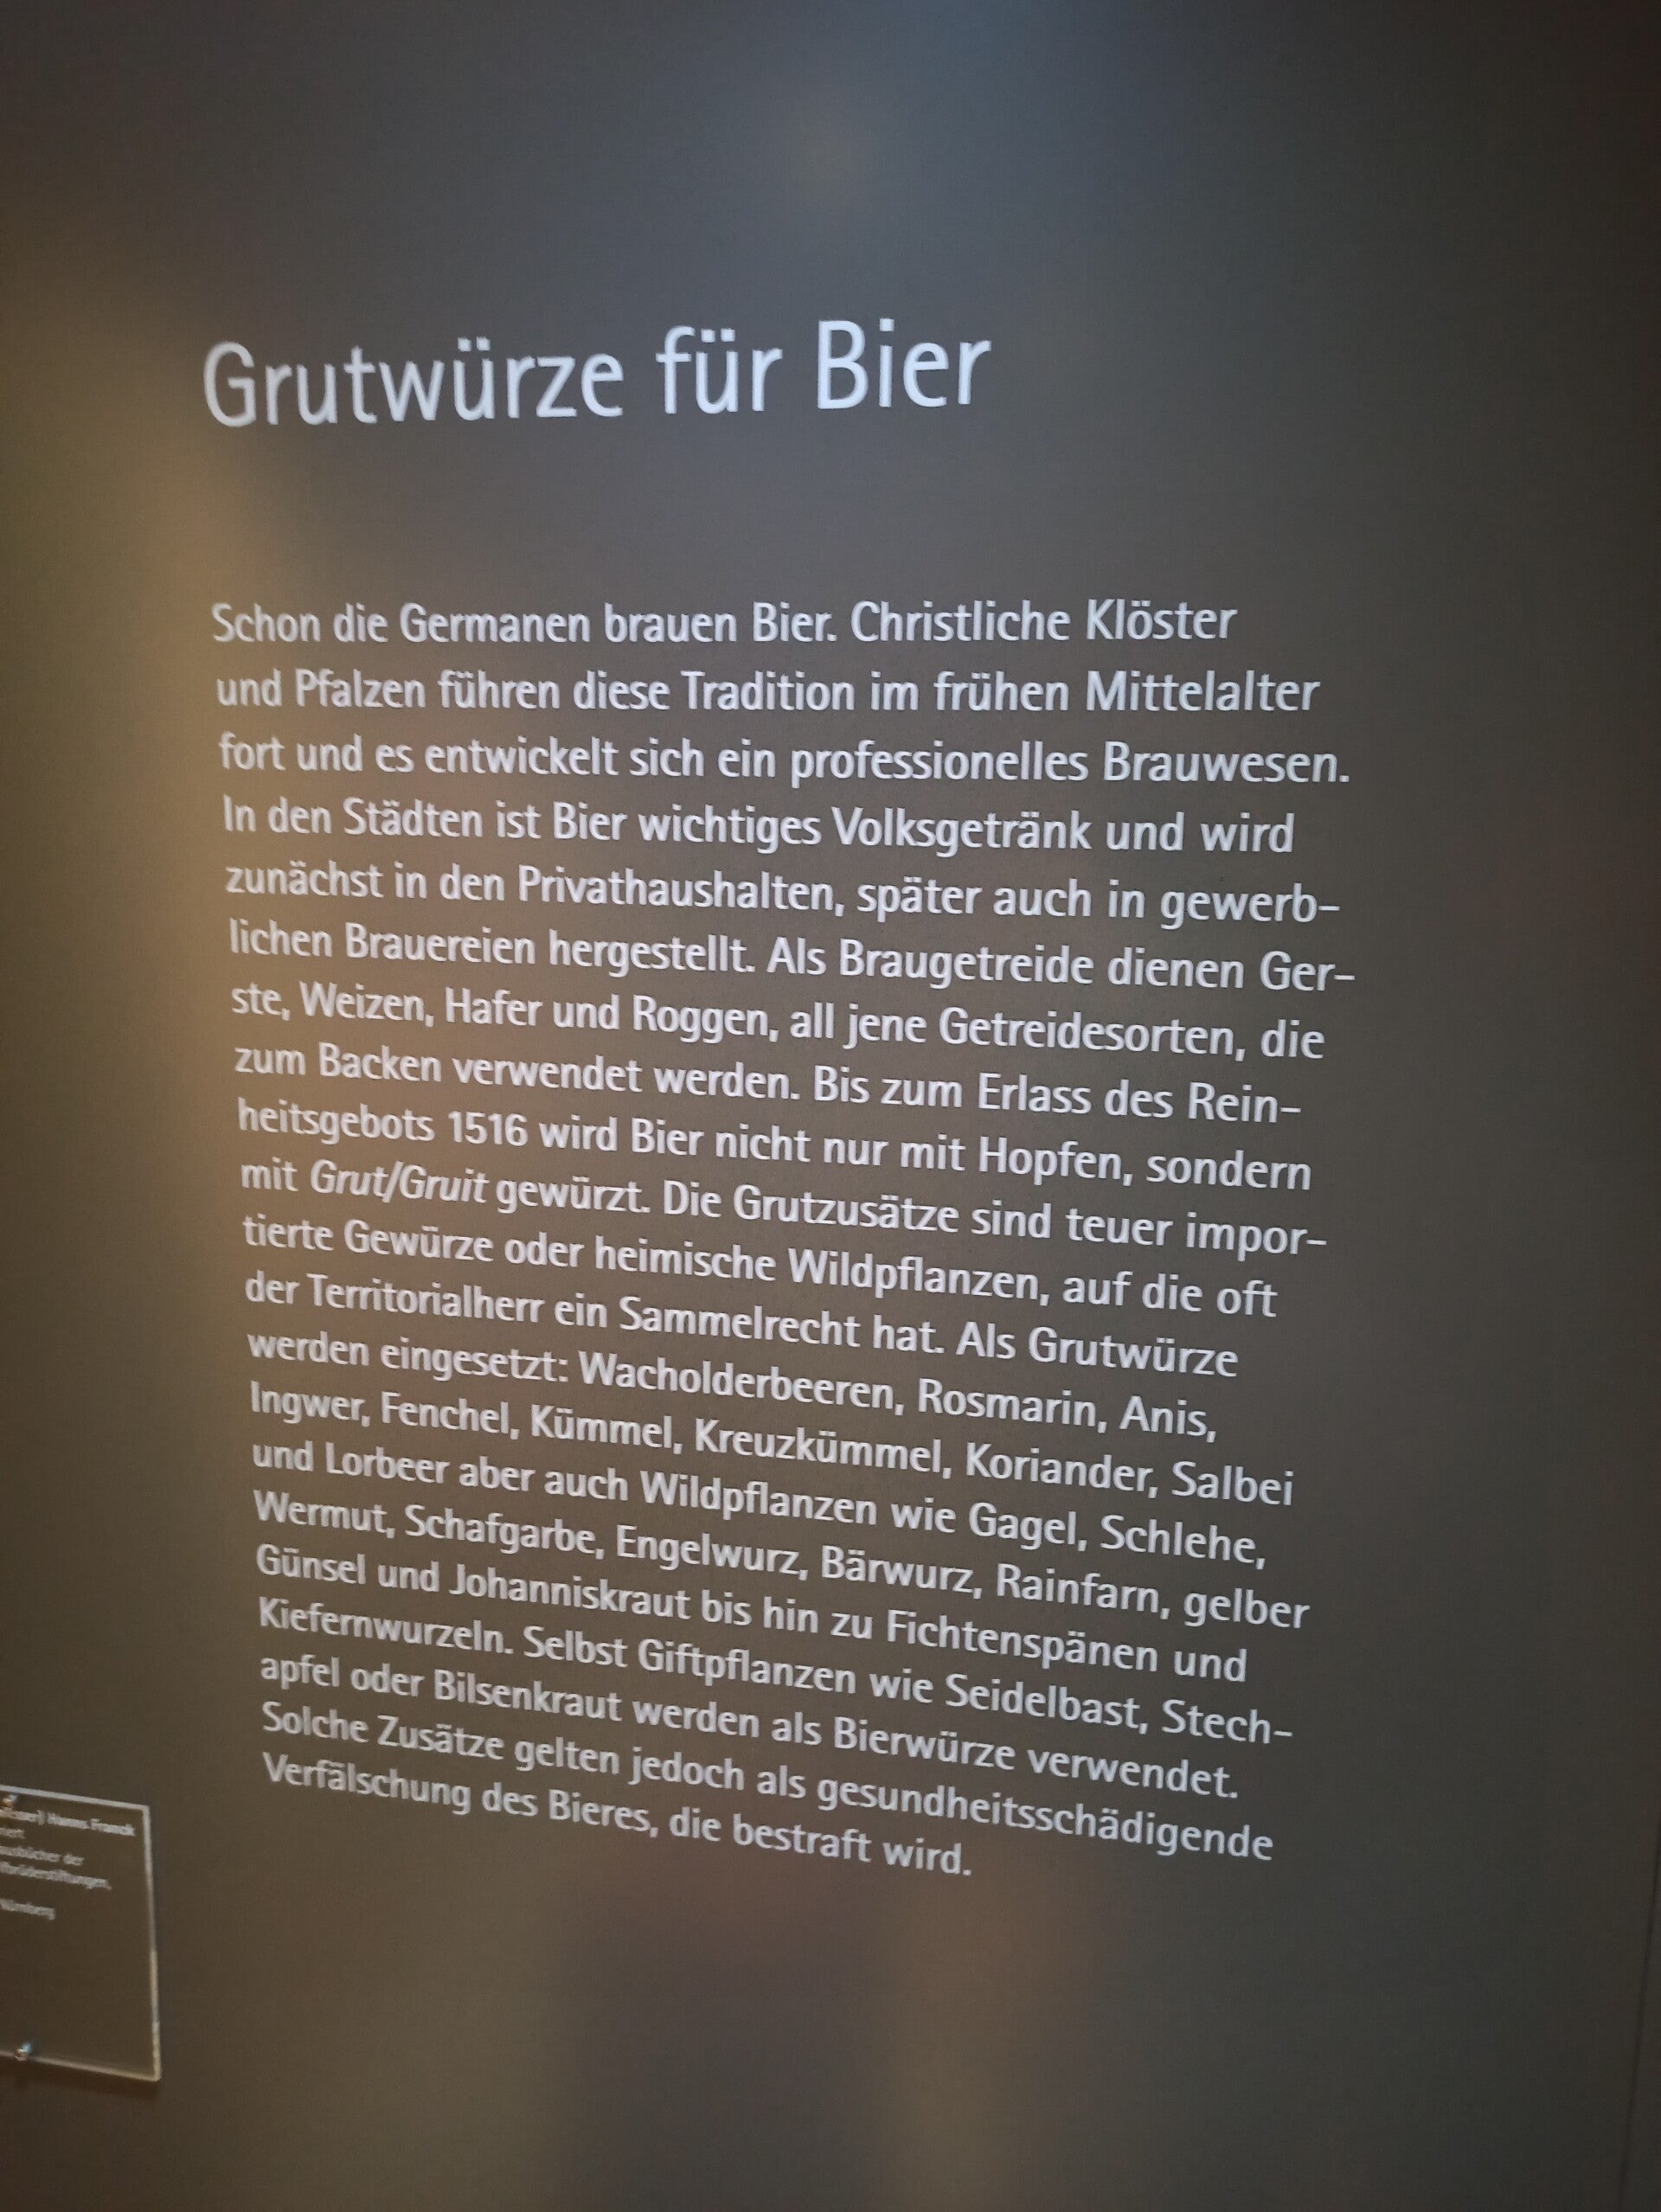 Grutwürze für Bier
Schon die Germanen brauen Bier. Christliche Klöster
und Pfalzen führen diese Tradition im frühen Mittelalter
fort und es entwickelt sich ein professionelles Brauwesen.
In den Städten ist Bier wichtiges Volksgetränk und wird
zunächst in den Privathaushalten, später auch in gewerb-
lichen Brauereien hergestellt. Als Braugetreide dienen Ger-
ste, Weizen, Hafer und Roggen, all jene Getreidesorten, die
zum Backen verwendet werden. Bis zum Erlass des Rein-
heitsgebots 1516 wird Bier nicht nur mit Hopfen, sondern
mit Grut/Gruit gewürzt. Die Grutzusätze sind teuer impor-
tierte Gewürze oder heimische Wildpflanzen, auf die oft
der Territorialherr ein Sammelrecht hat. Als Grutwürze
werden eingesetzt: Wacholderbeeren, Rosmarin, Anis,
Ingwer, Fenchel, Kümmel, Kreuzkümmel, Koriander, Salbei
und Lorbeer aber auch Wildpflanzen wie Gagel, Schlehe,
Wermut, Schafgarbe, Engelwurz, Bärwurz, Rainfarn, gelber
Günsel und Johanniskraut bis hin zu Fichtenspänen und
Kiefernwurzeln. Selbst Giftpflanzen wie Seidelbast, Stech-
apfel oder Bilsenkraut werden als Bierwürze verwendet.
Solche Zusätze gelten jedoch als gesundheitsschädigende
Verfälschung des Bieres, die bestraft wird.
Hanns Franck
der
Nürnberg